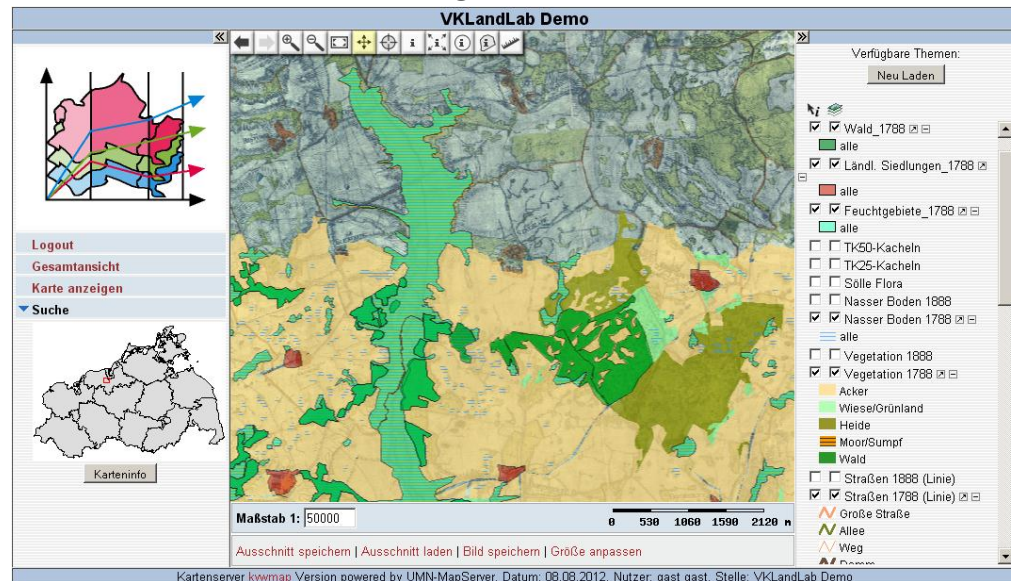 VKLandLab Demo
Logout
Gesamtansicht
Karte anzeigen
Suche
Karteninfo
Maßstab 1: 50000
0 530 1060 1590 2120 m
Ausschnitt speichern | Ausschnitt laden | Bild speichern | Größe anpassen
Verfügbare Themen:
Neu Laden
Wald_1788
alle
Ländl. Siedlungen_1788
alle
Feuchtgebiete_1788
alle
TK50-Kacheln
TK25-Kacheln
Sölle Flora
Nasser Boden 1888
Nasser Boden 1788
alle
Vegetation 1888
Vegetation 1788
Acker
Wiese/Grünland
Heide
Moor/Sumpf
Wald
Straßen 1888 (Linie)
Straßen 1788 (Linie)
Große Straße
Allee
Weg
Damm
Kartenserver kvwmap Version powered by UMN-MapServer, Datum: 08.08.2012, Nutzer: gast gast, Stelle: VKLandLab Demo